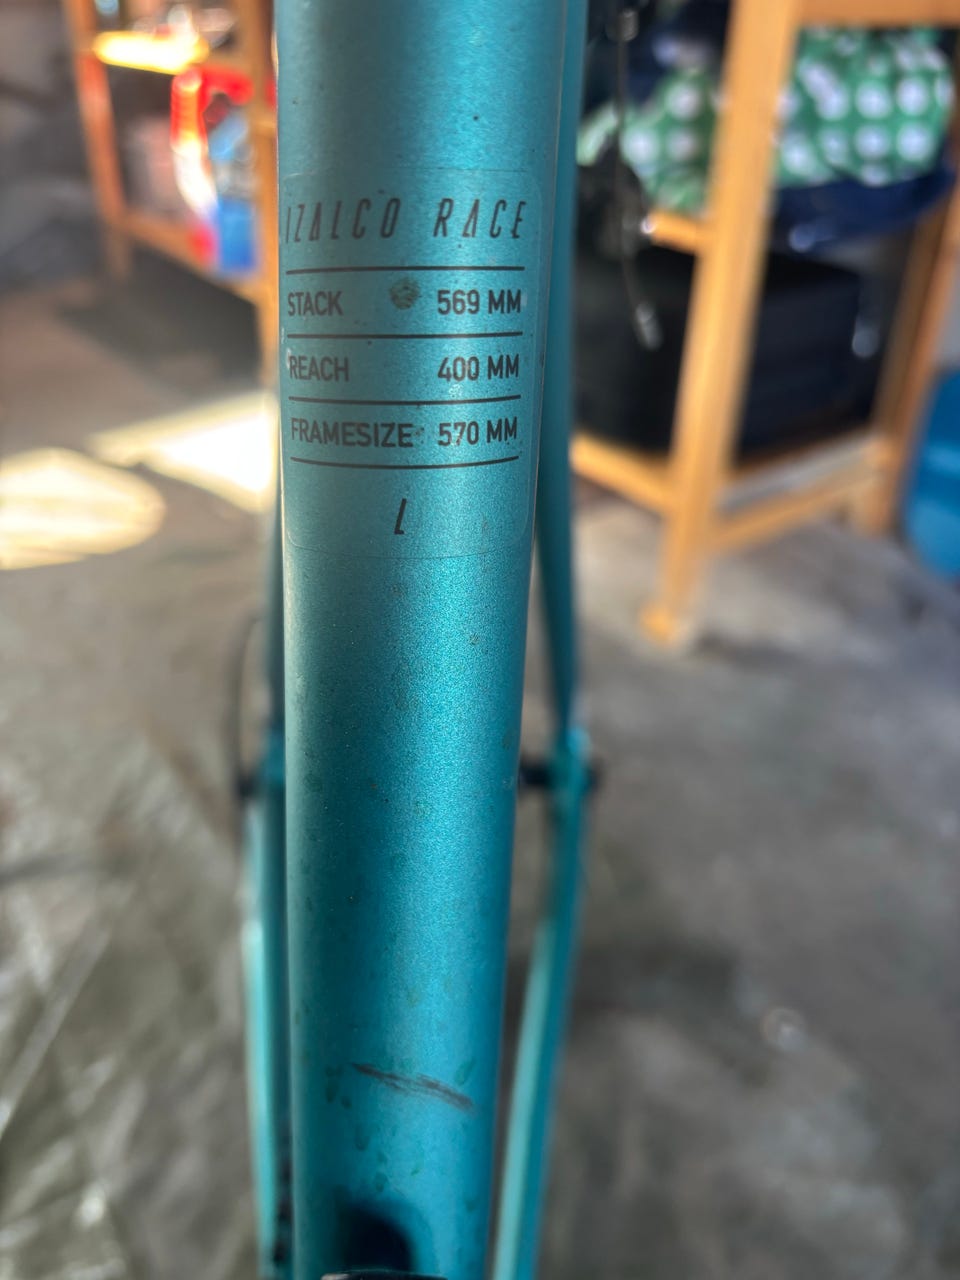 IZALCO RACE
STACK 569 MM
REACH 400 MM
FRAMESIZE 570 MM
L